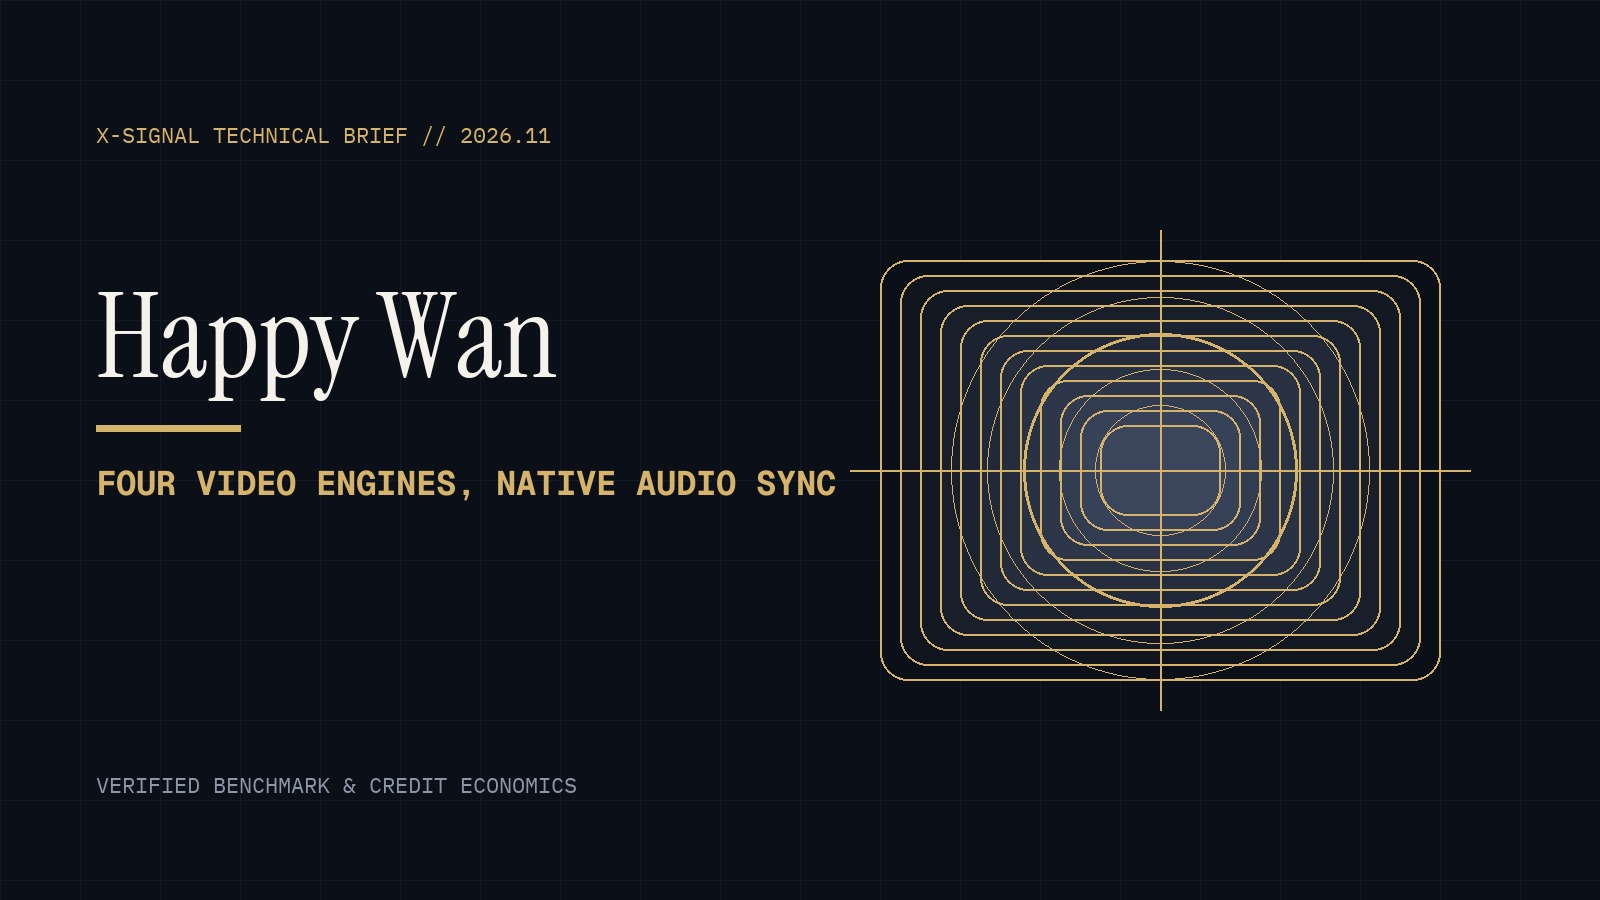 X-SIGNAL TECHNICAL BRIEF // 2026.11
Happy Wan
FOUR VIDEO ENGINES, NATIVE AUDIO SYNC
VERIFIED BENCHMARK & CREDIT ECONOMICS